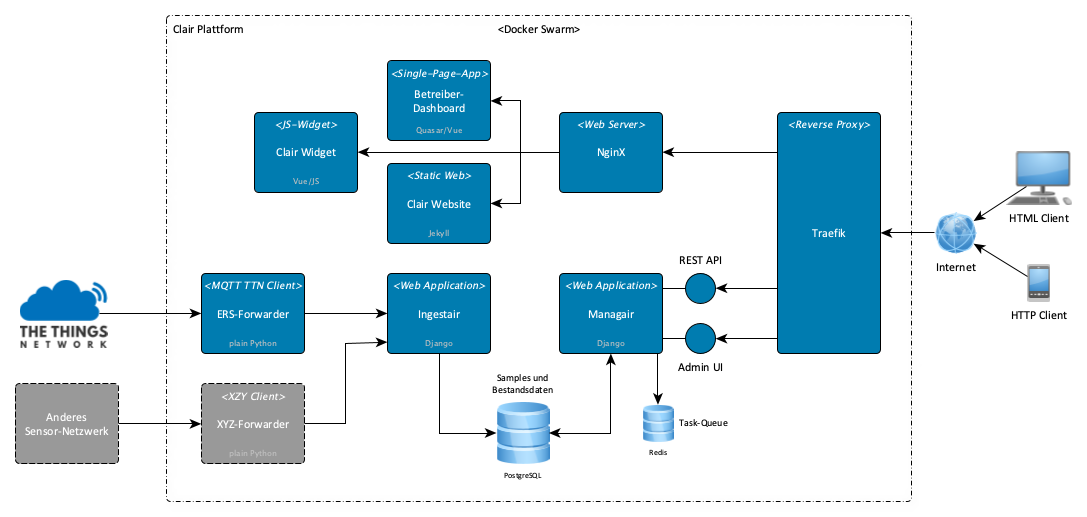 Clair Plattform
<Docker Swarm>
<Single-Page-App>
Betreiber-
Dashboard
Quasar/Vue
<JS-Widget>
Clair Widget
Vue/JS
<Web Server>
NginX
<Reverse Proxy>
Traefik
<Static Web>
Clair Website
Jekyll
HTML Client
Internet
HTTP Client
THE THINGS
NETWORK
<MQTT TTN Client>
ERS-Forwarder
plain Python
<Web Application>
Ingestair
Django
<Web Application>
Managair
Django
REST API
Admin UI
Anderes
Sensor-Netzwerk
<XZY Client>
XYZ-Forwarder
plain Python
Samples und
Bestandsdaten
PostgreSQL
Task-Queue
Redis